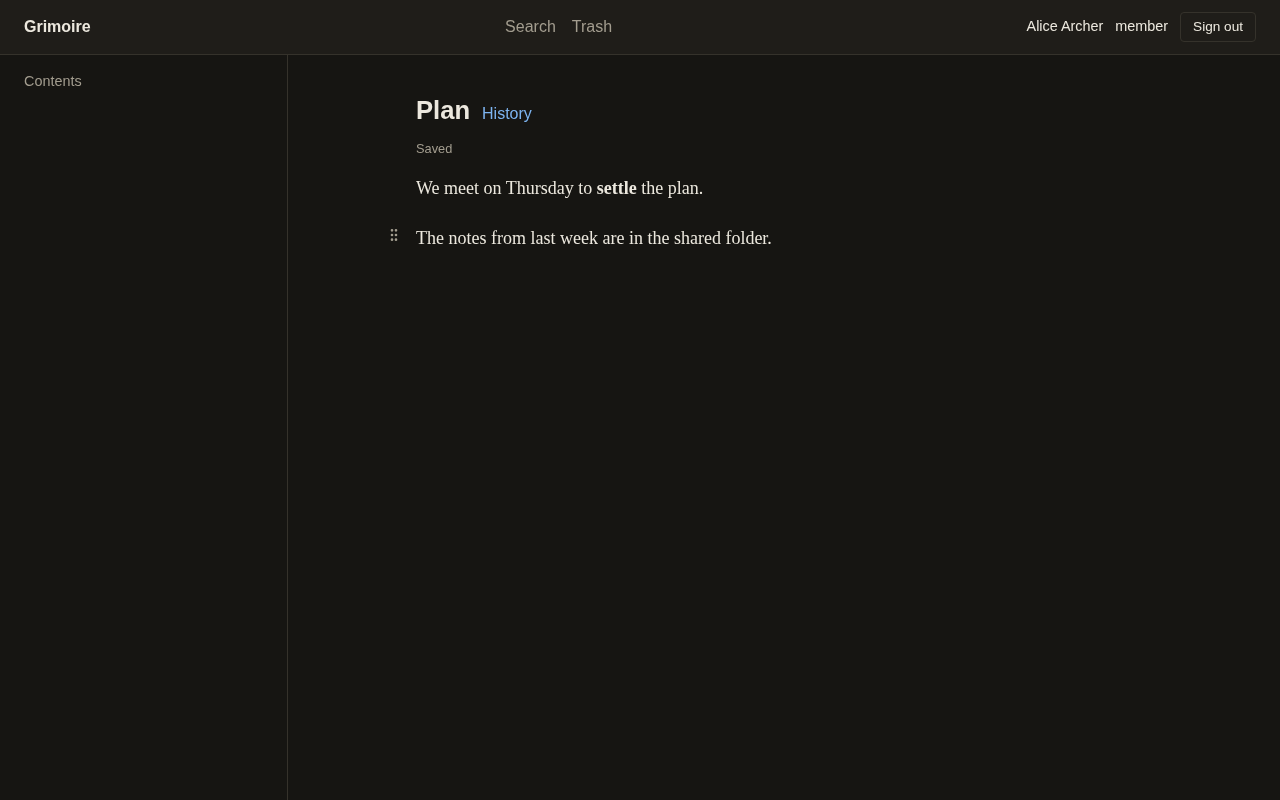 Grimoire
Search Trash
Alice Archer member Sign out
Contents
Plan History
Saved
We meet on Thursday to settle the plan.
The notes from last week are in the shared folder.